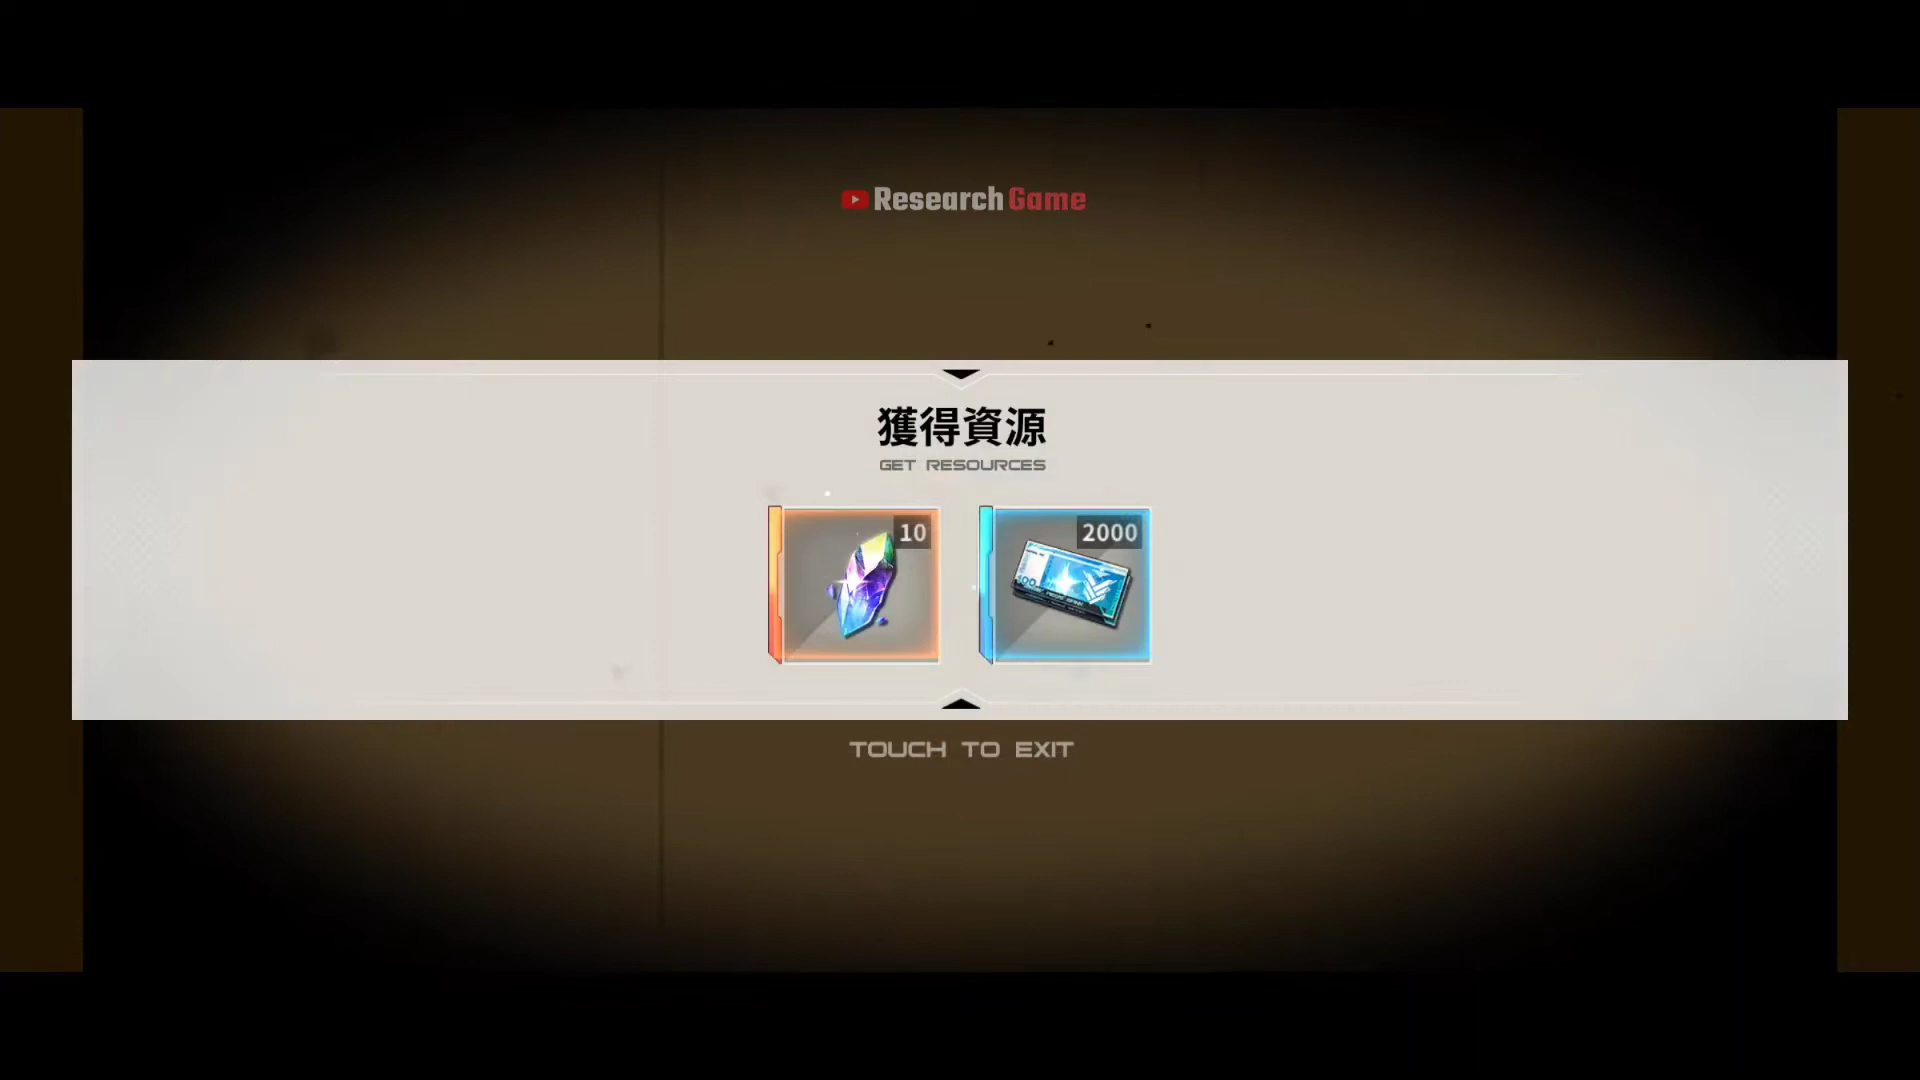 Research Game
獲得資源
GET RESOURCES
10
2000
TOUCH TO EXIT